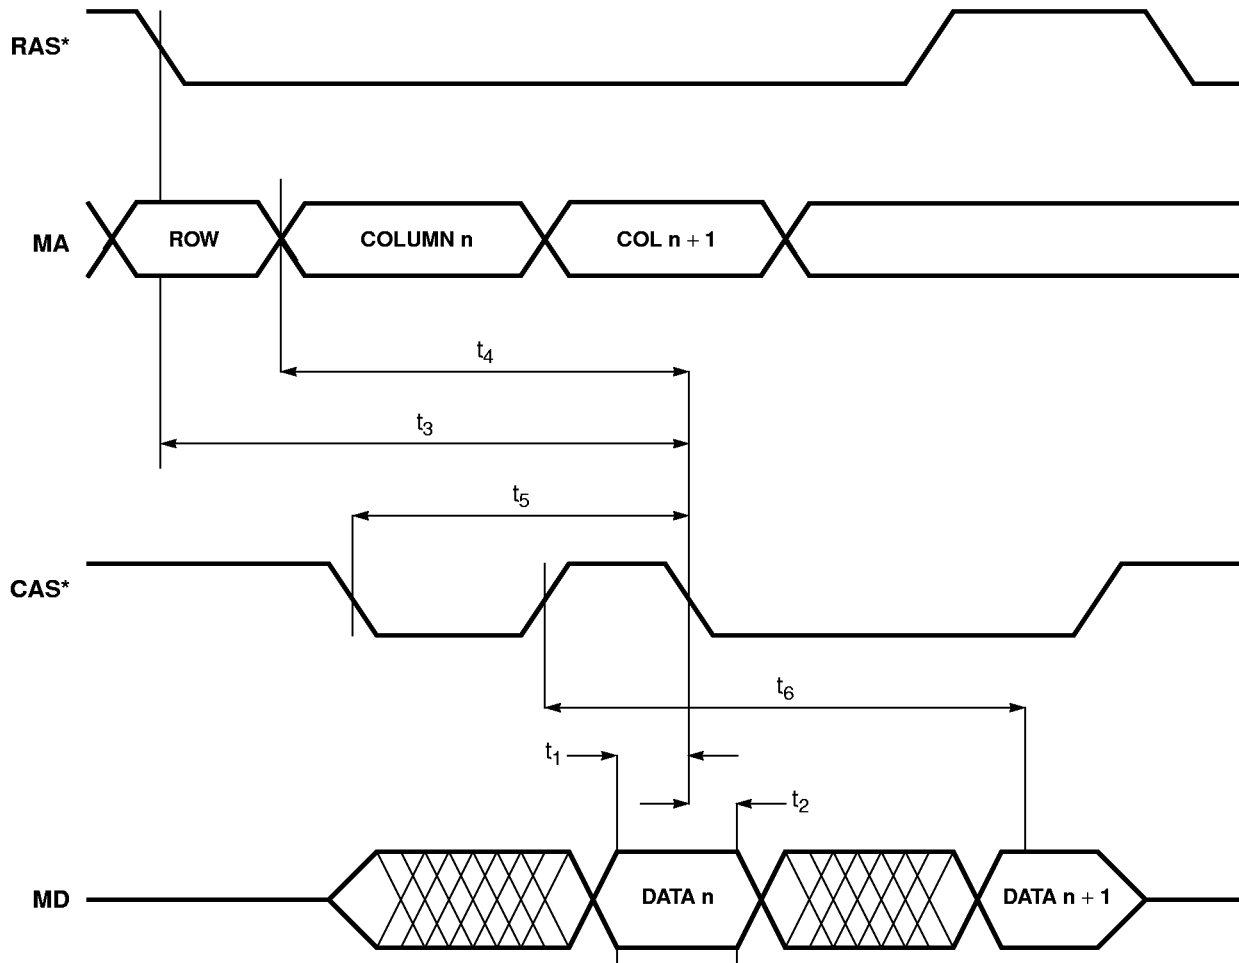 RAS*
MA
ROW
COLUMN n
COL n + 1
t4
t3
t5
CAS*
t6
t1
t2
MD
DATA n
DATA n + 1